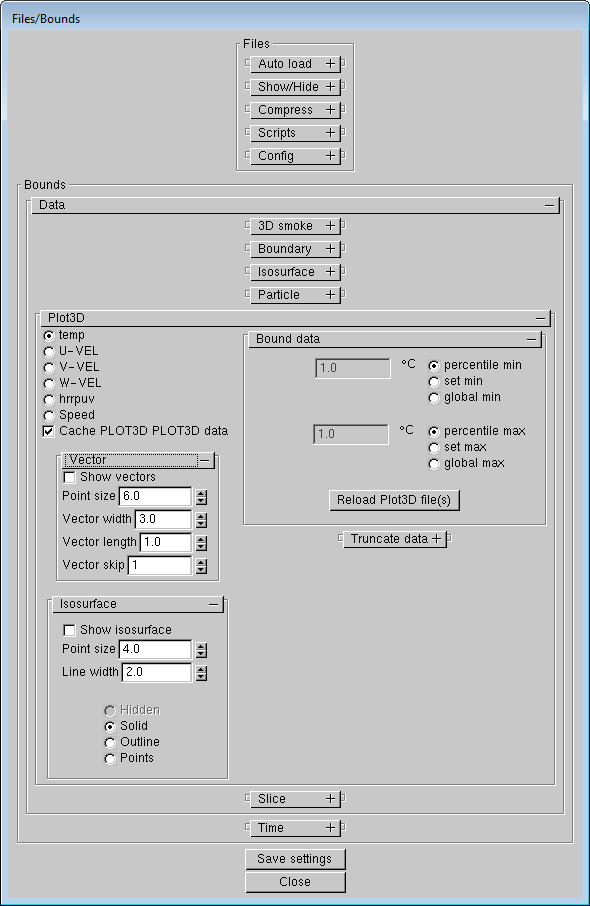 Files/Bounds
Files
Auto load +
Show/Hide +
Compress +
Scripts +
Config +
Bounds
Data −
3D smoke +
Boundary +
Isosurface +
Particle +
Plot3D −
temp
U-VEL
V-VEL
W-VEL
hrrpuv
Speed
Cache PLOT3D PLOT3D data
Vector −
Show vectors
Point size 6.0
Vector width 3.0
Vector length 1.0
Vector skip 1
Isosurface −
Show isosurface
Point size 4.0
Line width 2.0
Hidden
Solid
Outline
Points
Bound data −
1.0 °C
percentile min
set min
global min
1.0 °C
percentile max
set max
global max
Reload Plot3D file(s)
Truncate data +
Slice +
Time +
Save settings
Close